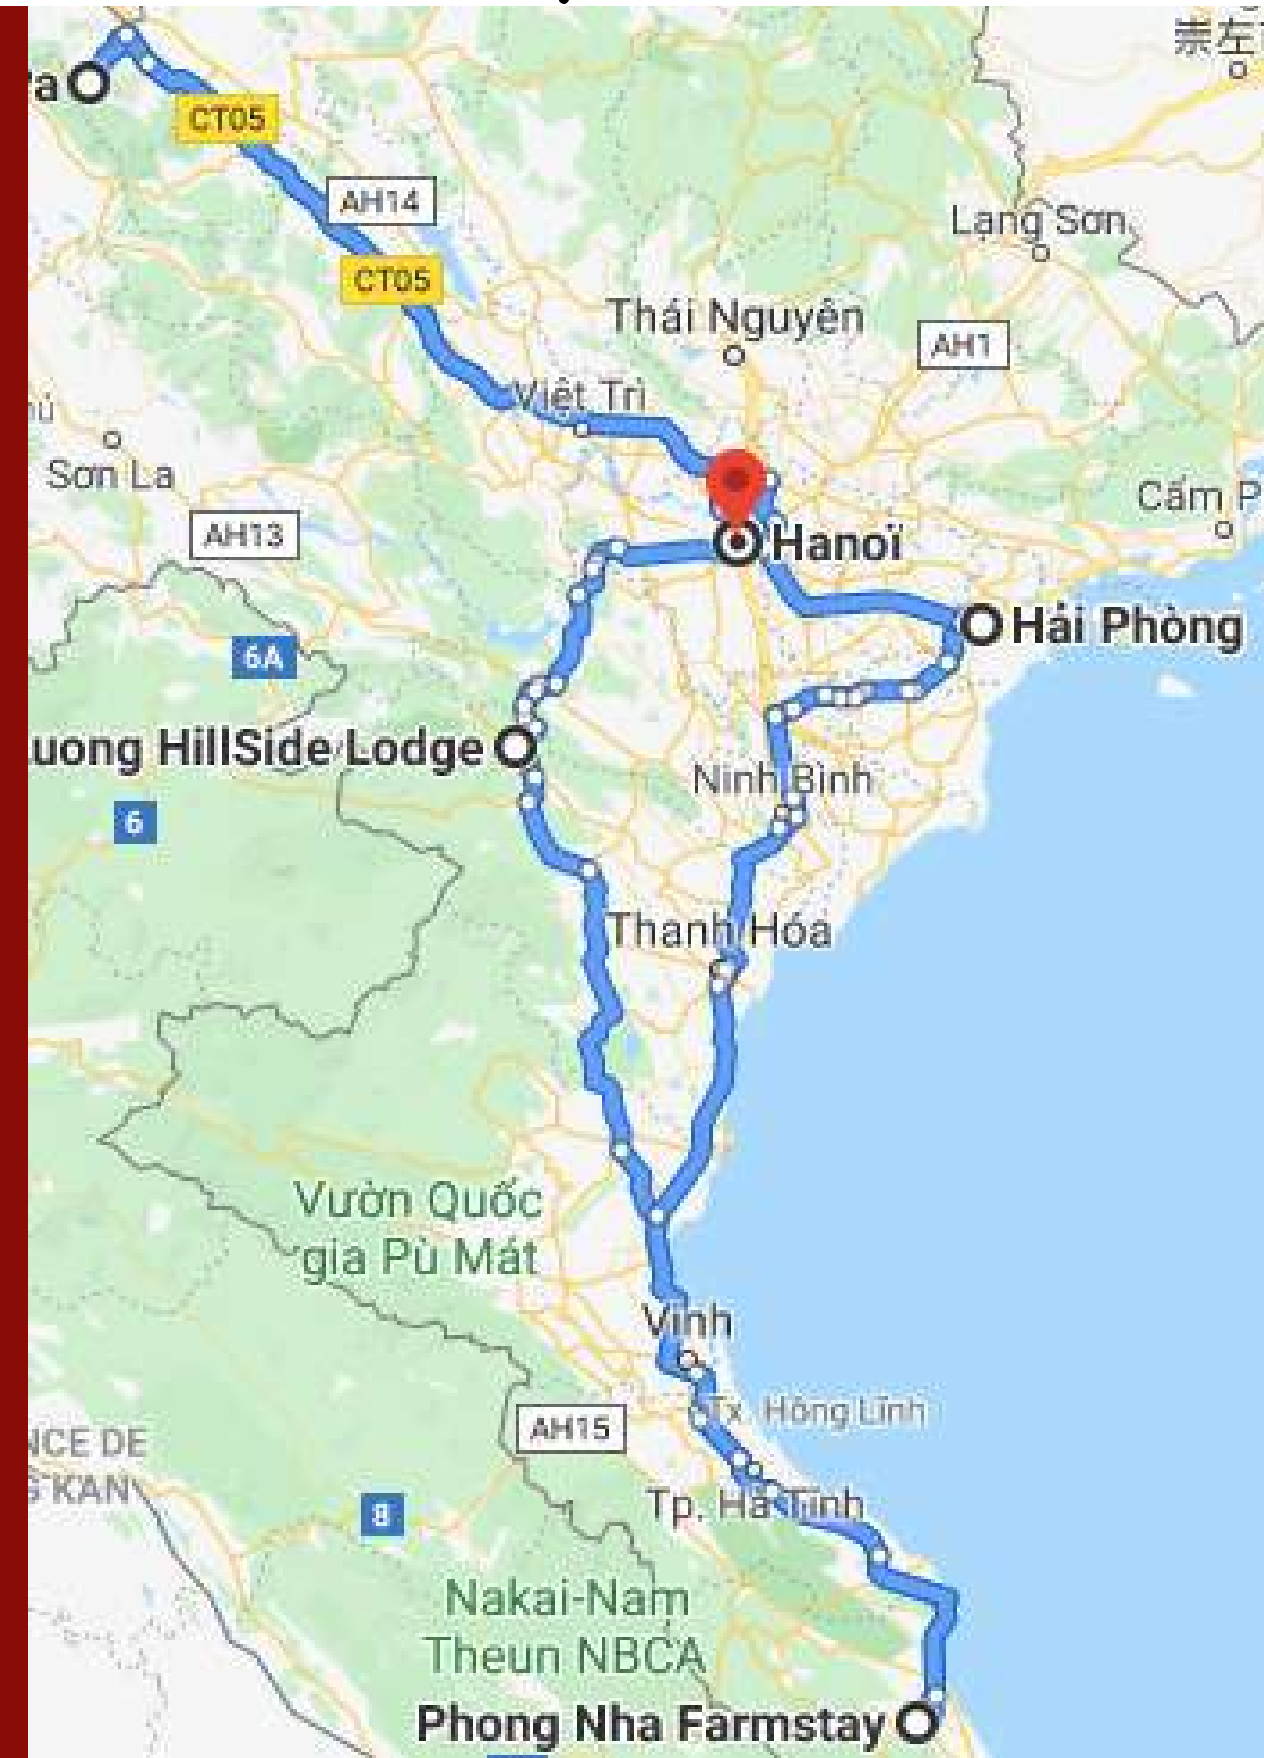 崇左
a
CT05
AH14
Lạng Sơn
CT05
Thái Nguyên
AH1
Việt Trì
Sơn La
Cẩm P
AH13
Hanoï
Hải Phòng
6A
uong HillSide Lodge
Ninh Bình
6
Thanh Hóa
Vườn Quốc
gia Pù Mát
Vinh
Tx. Hồng Lĩnh
AH15
NCE DE
G KAN
Tp. Hà Tĩnh
8
Nakai-Nam
Theun NBCA
Phong Nha Farmstay